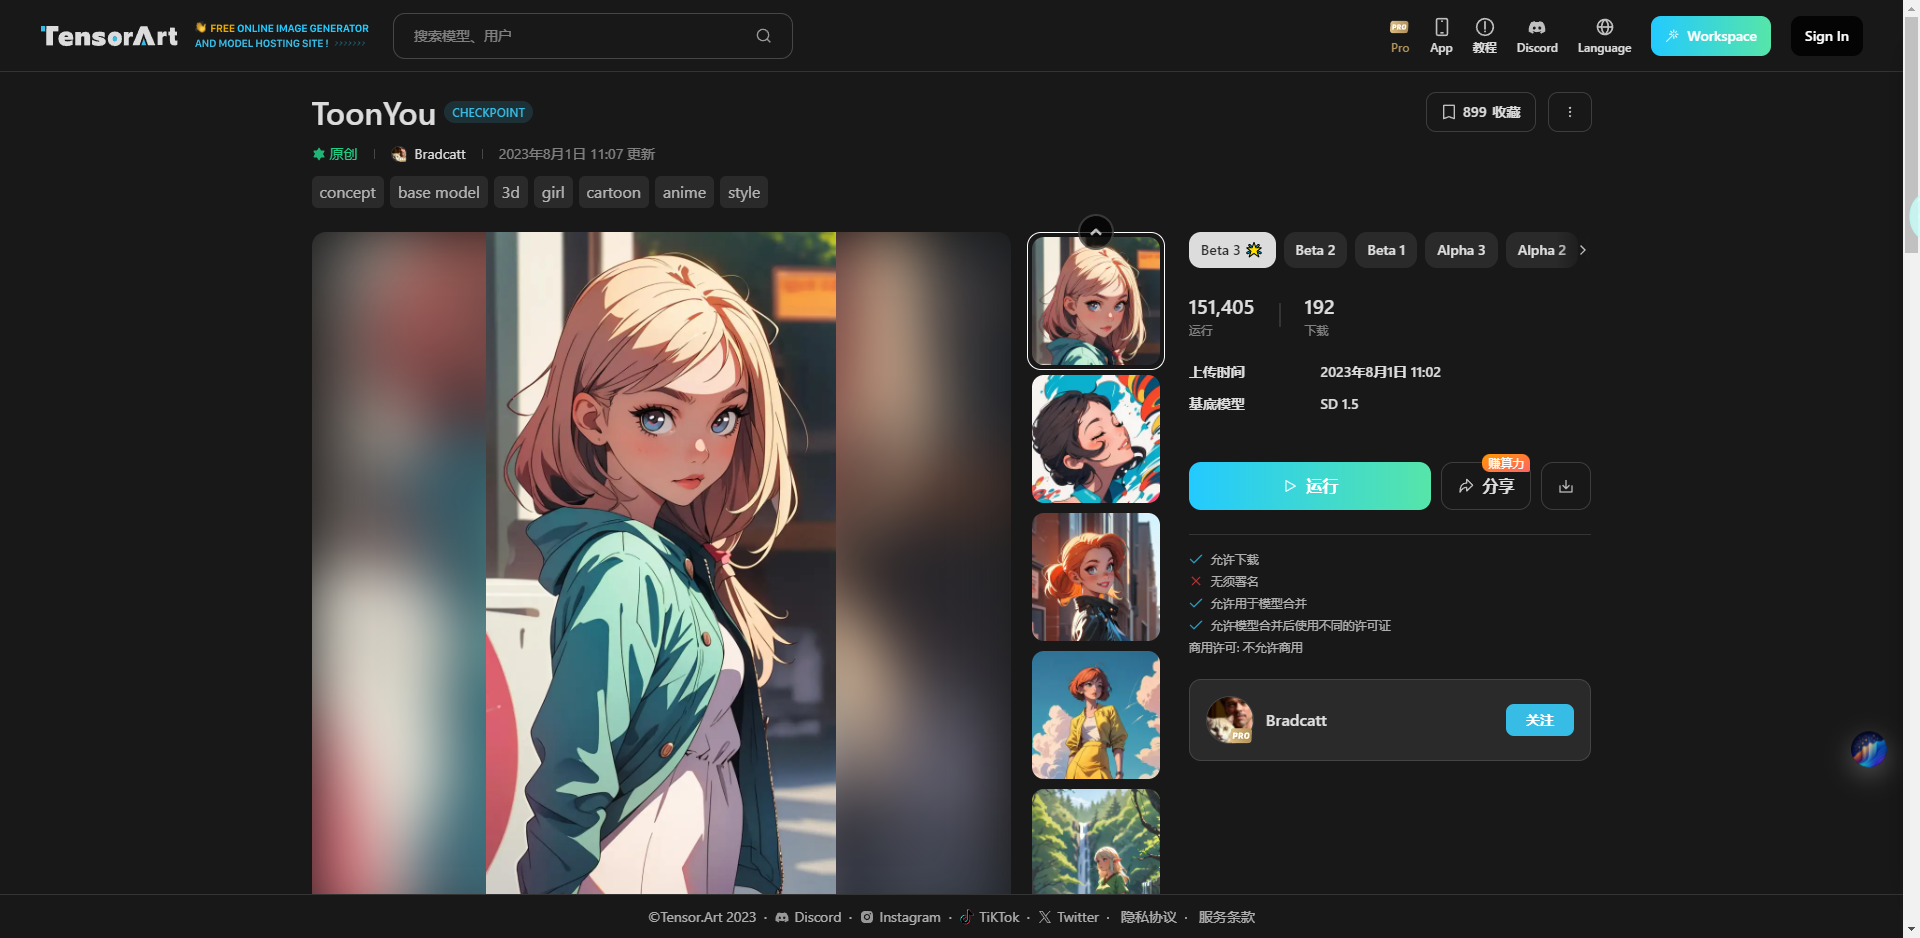 TensorArt
👋 FREE ONLINE IMAGE GENERATOR
AND MODEL HOSTING SITE ! >>>>>>>
搜索模型、用户
PRO
Pro
App
教程
Discord
Language
Workspace
Sign In
ToonYou
CHECKPOINT
899 收藏
原创
Bradcatt
2023年8月1日 11:07 更新
concept
base model
3d
girl
cartoon
anime
style
Beta 3
Beta 2
Beta 1
Alpha 3
Alpha 2
151,405
192
运行
下载
上传时间
2023年8月1日 11:02
基底模型
SD 1.5
赚算力
运行
分享
允许下载
无须署名
允许用于模型合并
允许模型合并后使用不同的许可证
商用许可: 不允许商用
Bradcatt
PRO
关注
©Tensor.Art 2023 · Discord · Instagram · TiKTok · Twitter · 隐私协议 · 服务条款